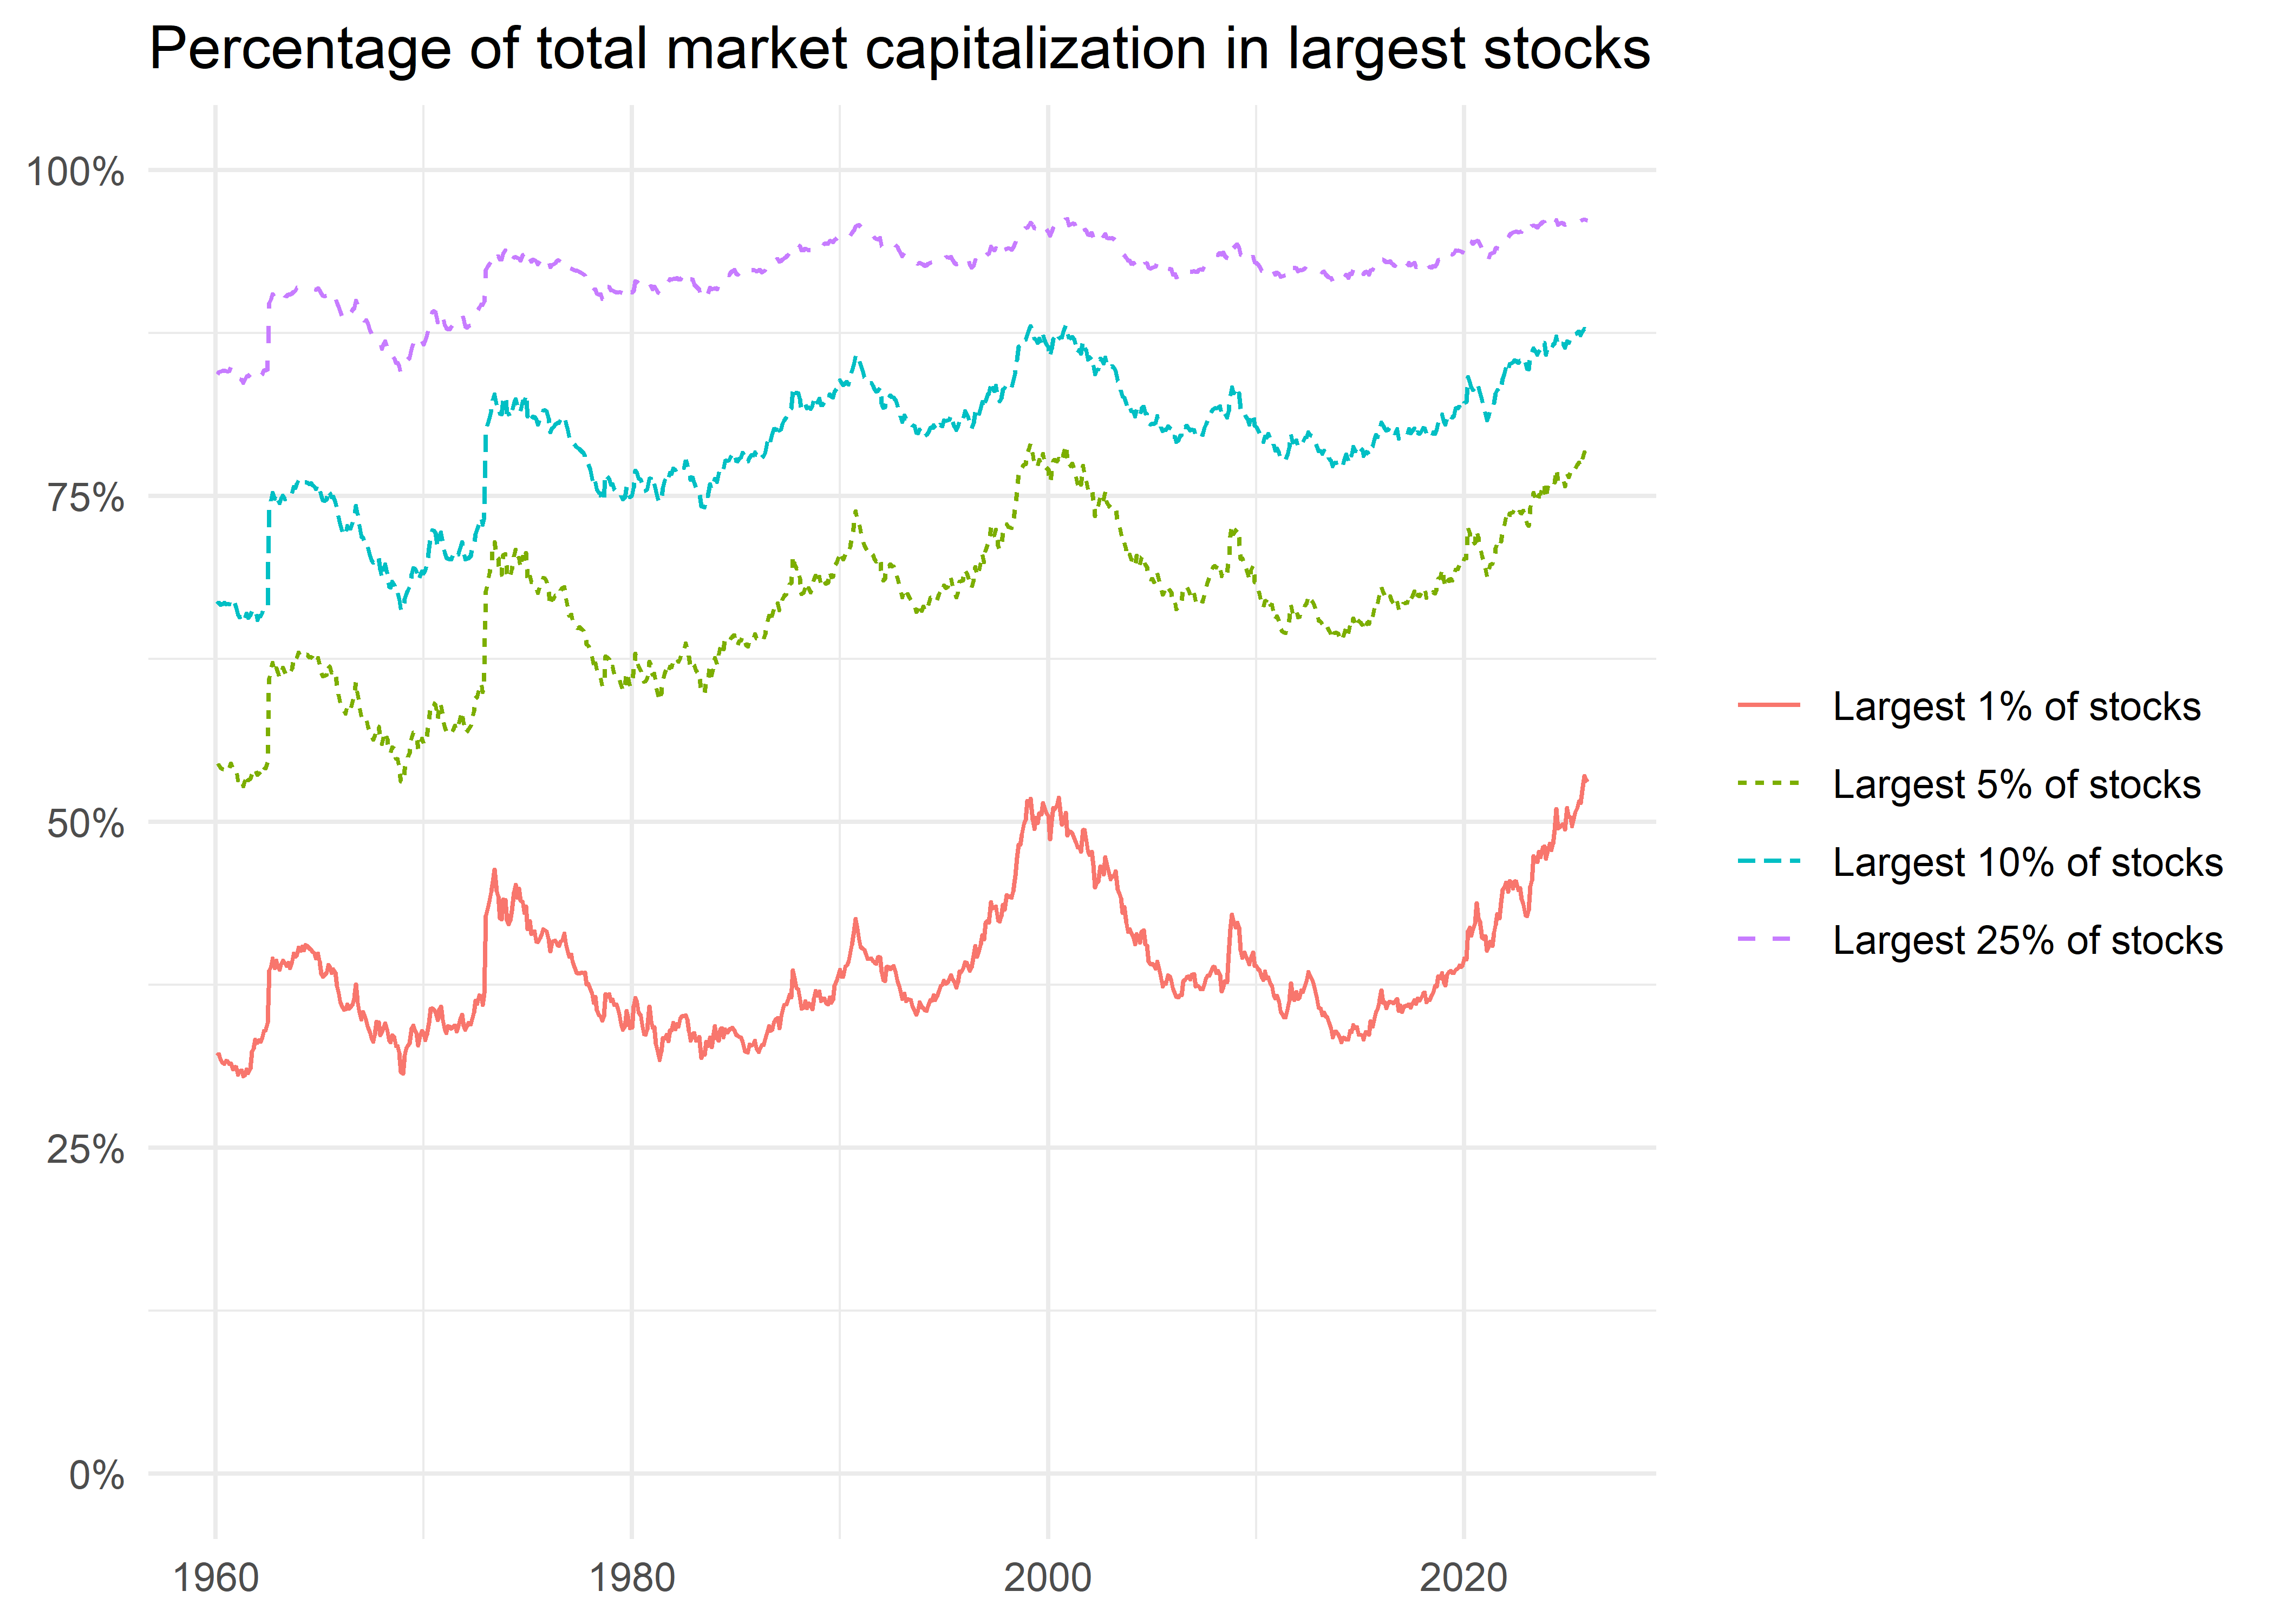 Percentage of total market capitalization in largest stocks
100%
75%
50%
25%
0%
1960 1980 2000 2020
Largest 1% of stocks
Largest 5% of stocks
Largest 10% of stocks
Largest 25% of stocks